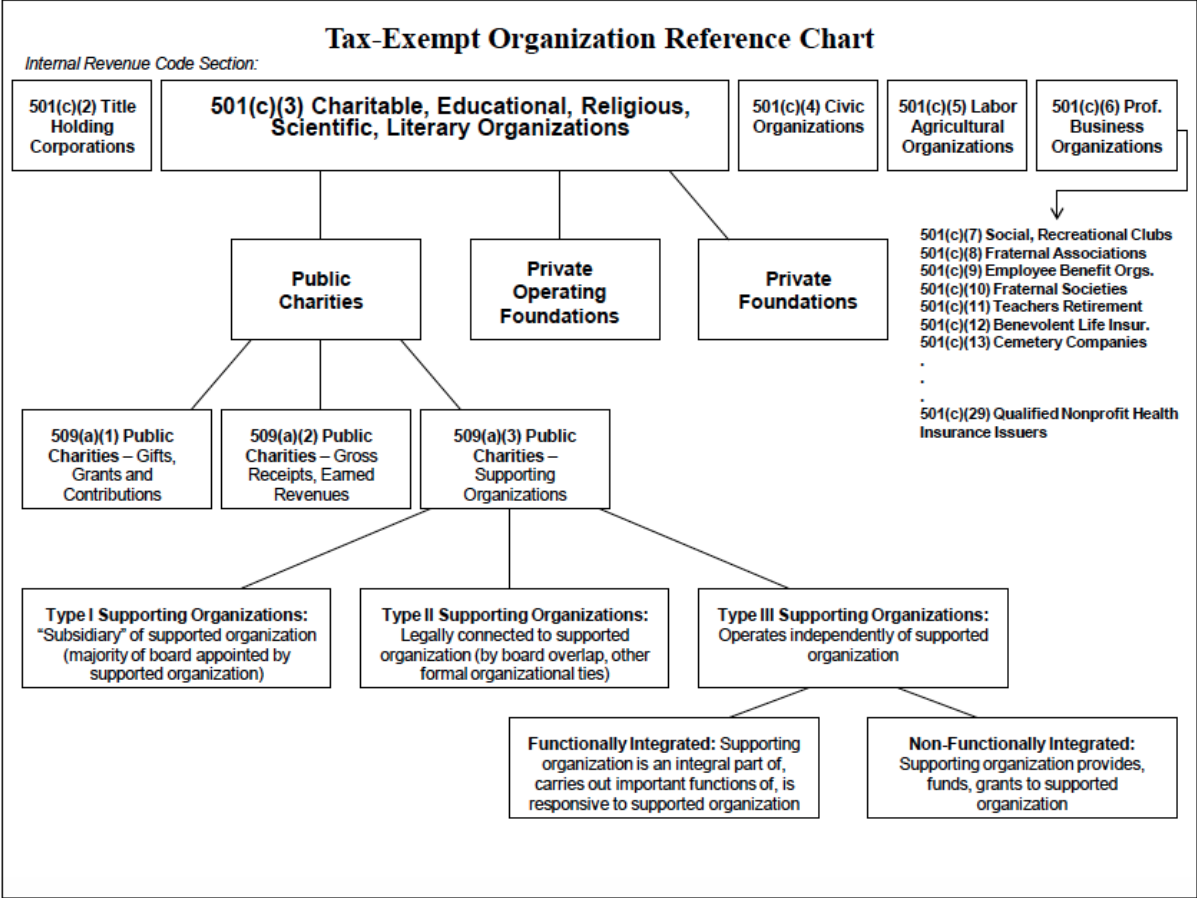 Tax-Exempt Organization Reference Chart
Internal Revenue Code Section:
501(c)(2) Title
Holding
Corporations
501(c)(3) Charitable, Educational, Religious,
Scientific, Literary Organizations
501(c)(4) Civic
Organizations
501(c)(5) Labor
Agricultural
Organizations
501(c)(6) Prof.
Business
Organizations
501(c)(7) Social, Recreational Clubs
501(c)(8) Fraternal Associations
501(c)(9) Employee Benefit Orgs.
501(c)(10) Fraternal Societies
501(c)(11) Teachers Retirement
501(c)(12) Benevolent Life Insur.
501(c)(13) Cemetery Companies
.
.
.
501(c)(29) Qualified Nonprofit Health
Insurance Issuers
Public
Charities
Private
Operating
Foundations
Private
Foundations
509(a)(1) Public
Charities – Gifts,
Grants and
Contributions
509(a)(2) Public
Charities – Gross
Receipts, Earned
Revenues
509(a)(3) Public
Charities –
Supporting
Organizations
Type I Supporting Organizations:
“Subsidiary” of supported organization
(majority of board appointed by
supported organization)
Type II Supporting Organizations:
Legally connected to supported
organization (by board overlap, other
formal organizational ties)
Type III Supporting Organizations:
Operates independently of supported
organization
Functionally Integrated: Supporting
organization is an integral part of,
carries out important functions of, is
responsive to supported organization
Non-Functionally Integrated:
Supporting organization provides,
funds, grants to supported
organization